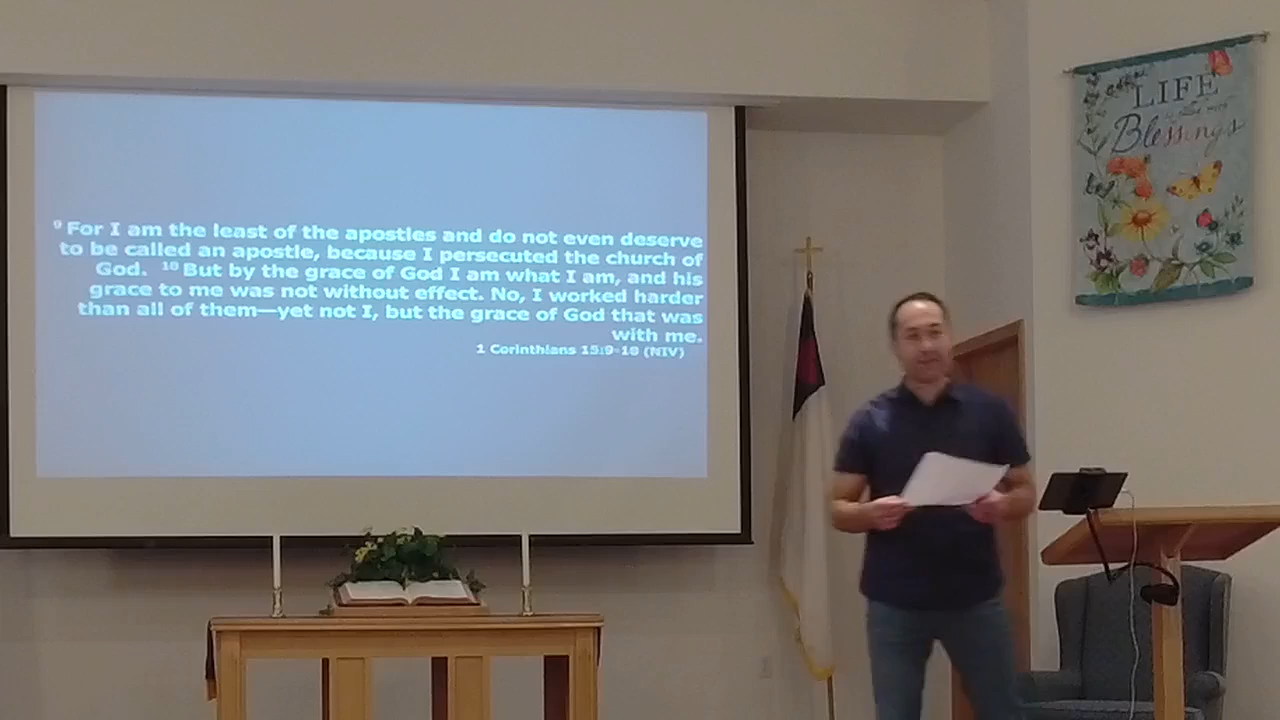 ⁹ For I am the least of the apostles and do not even deserve
to be called an apostle, because I persecuted the church of
God. ¹⁰ But by the grace of God I am what I am, and his
grace to me was not without effect. No, I worked harder
than all of them—yet not I, but the grace of God that was
with me.
1 Corinthians 15:9-10 (NIV)
LIFE
Blessings